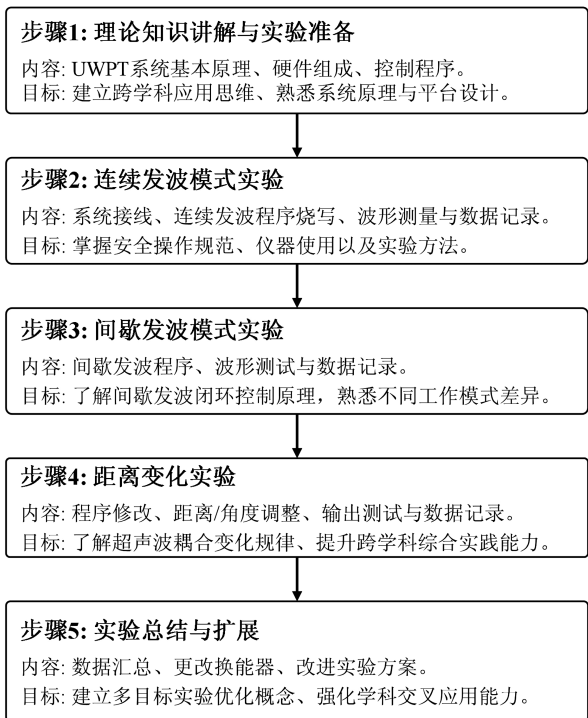 步骤1: 理论知识讲解与实验准备
内容: UWPT系统基本原理、硬件组成、控制程序。
目标: 建立跨学科应用思维、熟悉系统原理与平台设计。
步骤2: 连续发波模式实验
内容: 系统接线、连续发波程序烧写、波形测量与数据记录。
目标: 掌握安全操作规范、仪器使用以及实验方法。
步骤3: 间歇发波模式实验
内容: 间歇发波程序、波形测试与数据记录。
目标: 了解间歇发波闭环控制原理，熟悉不同工作模式差异。
步骤4: 距离变化实验
内容: 程序修改、距离/角度调整、输出测试与数据记录。
目标: 了解超声波耦合变化规律、提升跨学科综合实践能力。
步骤5: 实验总结与扩展
内容: 数据汇总、更改换能器、改进实验方案。
目标: 建立多目标实验优化概念、强化学科交叉应用能力。